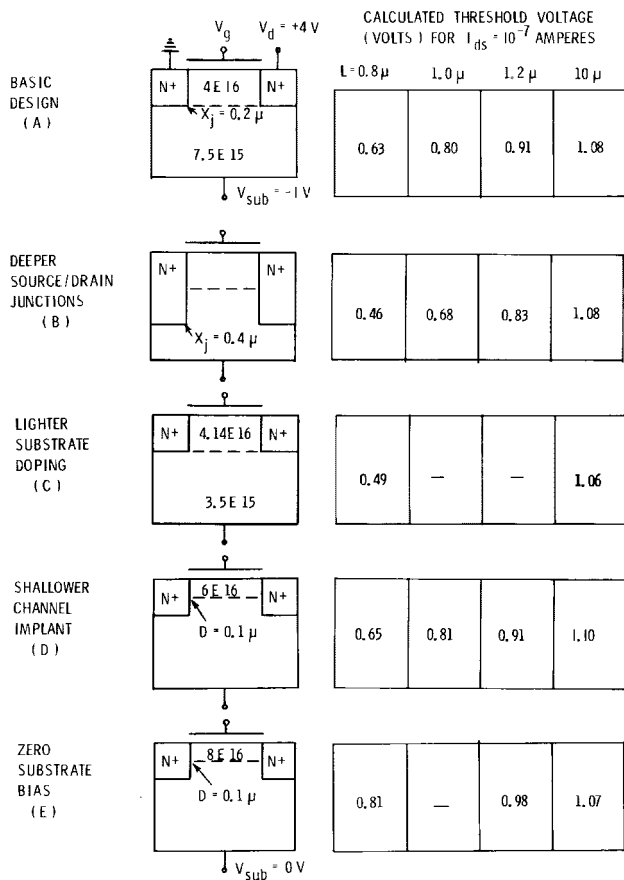 CALCULATED THRESHOLD VOLTAGE
(VOLTS) FOR I_ds = 10^-7 AMPERES
V_g V_d = +4V
L = 0.8 μ 1.0 μ 1.2 μ 10 μ
BASIC
DESIGN
(A)
N+ 4E16 N+
X_j = 0.2 μ
7.5E15
V_sub = -1 V
0.63 0.80 0.91 1.08
DEEPER
SOURCE/DRAIN
JUNCTIONS
(B)
N+ N+
X_j = 0.4 μ
0.46 0.68 0.83 1.08
LIGHTER
SUBSTRATE
DOPING
(C)
N+ 4.14E16 N+
3.5E15
0.49 — — 1.06
SHALLOWER
CHANNEL
IMPLANT
(D)
N+ 6E16 N+
D = 0.1 μ
0.65 0.81 0.91 1.10
ZERO
SUBSTRATE
BIAS
(E)
N+ 8E16 N+
D = 0.1 μ
V_sub = 0V
0.81 — 0.98 1.07